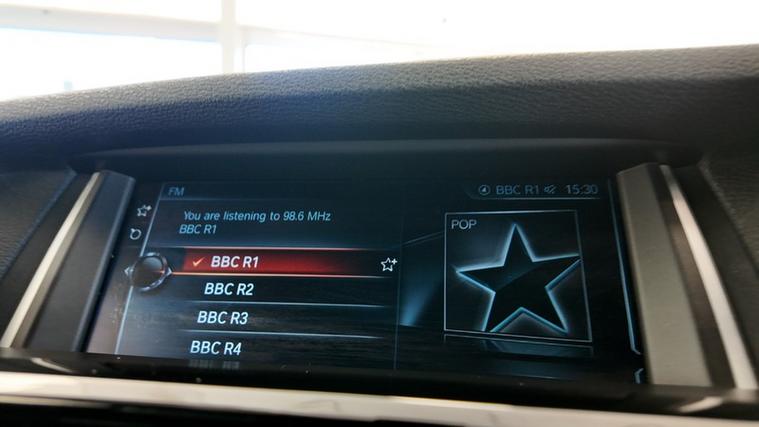 FM
BBC R1 15:30
You are listening to 98.6 MHz
BBC R1
BBC R1
BBC R2
BBC R3
BBC R4
POP